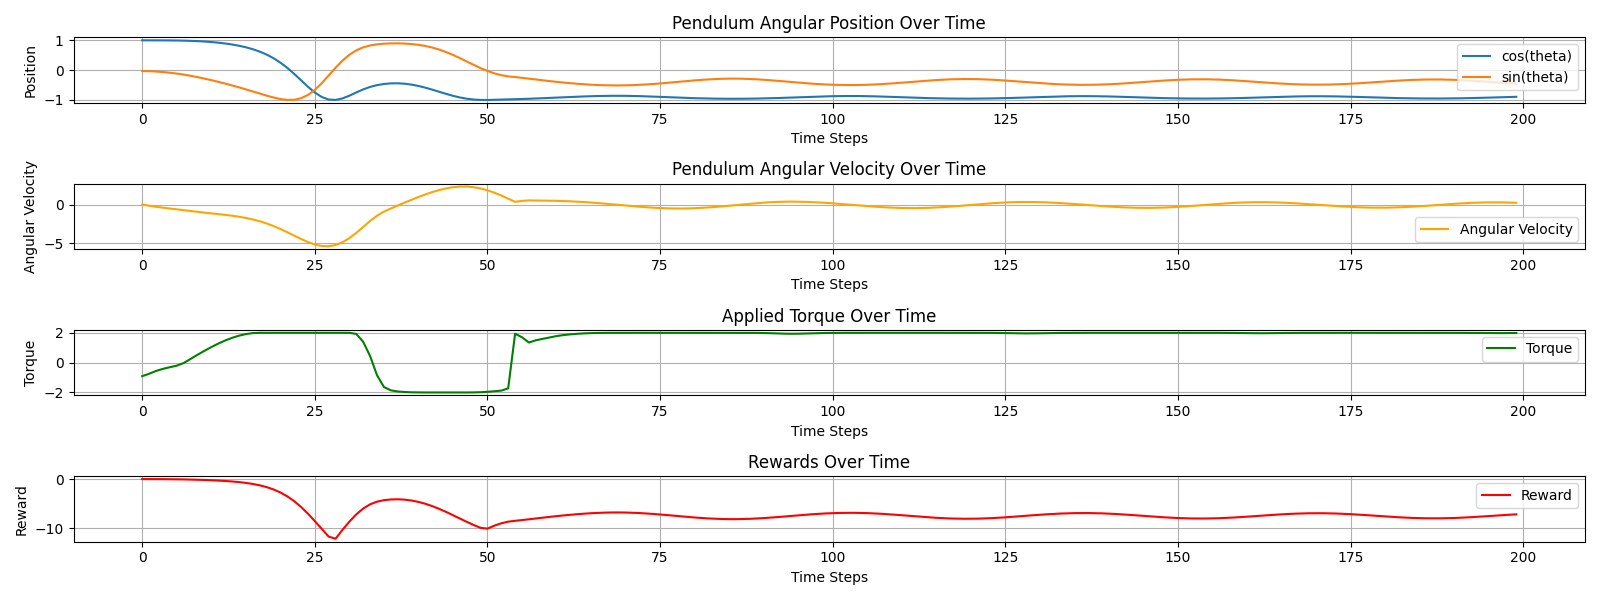 Pendulum Angular Position Over Time
Position
1
0
−1
cos(theta)
sin(theta)
0 25 50 75 100 125 150 175 200
Time Steps
Pendulum Angular Velocity Over Time
Angular Velocity
0
−5
Angular Velocity
0 25 50 75 100 125 150 175 200
Time Steps
Applied Torque Over Time
Torque
2
0
−2
Torque
0 25 50 75 100 125 150 175 200
Time Steps
Rewards Over Time
Reward
0
−10
Reward
0 25 50 75 100 125 150 175 200
Time Steps